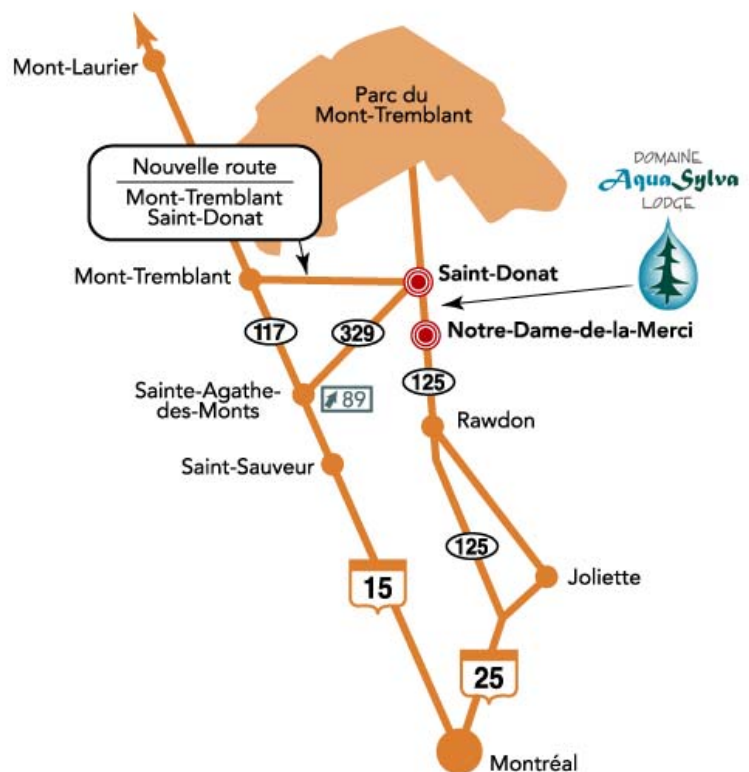 Mont-Laurier
Parc du
Mont-Tremblant
Nouvelle route
Mont-Tremblant
Saint-Donat
DOMAINE
AquaSylva
LODGE
Mont-Tremblant
Saint-Donat
117
329
Notre-Dame-de-la-Merci
125
Sainte-Agathe-
des-Monts
89
Rawdon
Saint-Sauveur
125
15
Joliette
25
Montréal